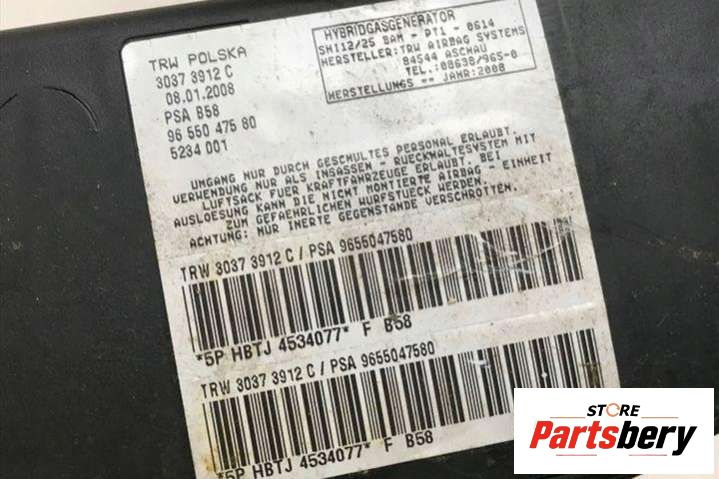 TRW POLSKA
3037 3912 C
08.01.2008
PSA B58
96 550 475 80
5234 001
HYBRIDGASGENERATOR
SHI12/25 BAM - PT1 - 0614
HERSTELLER:TRW AIRBAG SYSTEMS
84544 ASCHAU
TEL.:08638/965-0
HERSTELLUNGS -- JAHR:2008
UMGANG NUR DURCH GESCHULTES PERSONAL ERLAUBT.
VERWENDUNG NUR ALS INSASSEN - RUECKHALTESYSTEM MIT
LUFTSACK FUER KRAFTFAHRZEUGE ERLAUBT. BEI
AUSLOESUNG KANN DIE NICHT MONTIERTE AIRBAG - EINHEIT
ZUM GEFAEHRLICHEN WURFSTUECK WERDEN.
ACHTUNG: NUR INERTE GEGENSTAENDE VERSCHROTTEN.
TRW 3037 3912 C / PSA 9655047580
*5P HBTJ 4534077* F B58
TRW 3037 3912 C / PSA 9655047580
*5P HBTJ 4534077* F B58
STORE
Partsbery